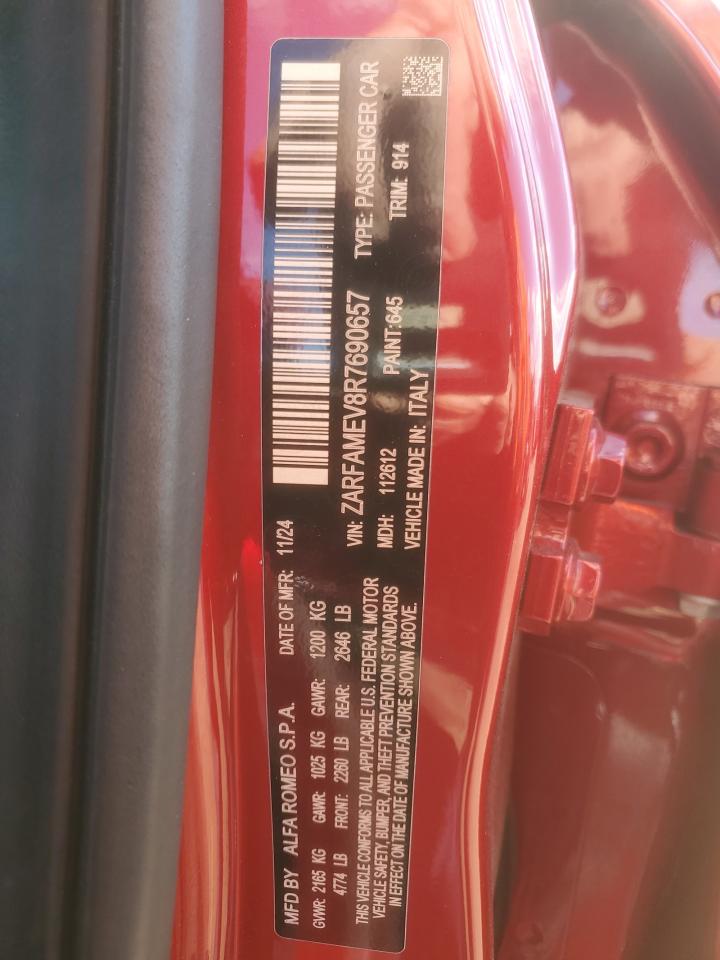 MFD BY ALFA ROMEO S.P.A. DATE OF MFR: 11/24
GVWR: 2165 KG GAWR: 1025 KG GAWR: 1200 KG
4774 LB FRONT: 2260 LB REAR: 2646 LB
THIS VEHICLE CONFORMS TO ALL APPLICABLE U.S. FEDERAL MOTOR
VEHICLE SAFETY, BUMPER, AND THEFT PREVENTION STANDARDS
IN EFFECT ON THE DATE OF MANUFACTURE SHOWN ABOVE.
VIN: ZARFAMEV8R7690657 TYPE: PASSENGER CAR
MDH: 112612 PAINT:645 TRIM: 914
VEHICLE MADE IN: ITALY